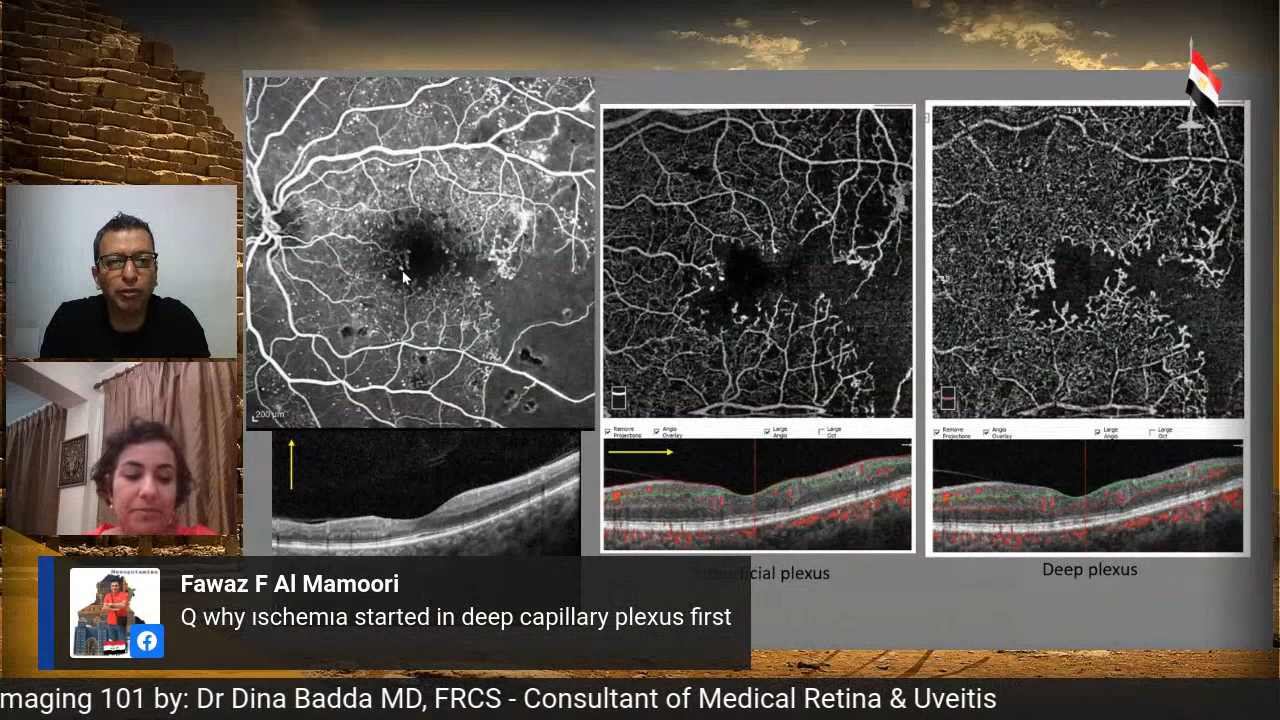 200 µm
Remove Projections
Angio Overlay
Large Angio
Large Oct
Remove Projections
Angio Overlay
Large Angio
Large Oct
ficial plexus
Deep plexus
Fawaz F Al Mamoori
Q why ıschemıa started in deep capillary plexus first
maging 101 by: Dr Dina Badda MD, FRCS - Consultant of Medical Retina & Uveitis